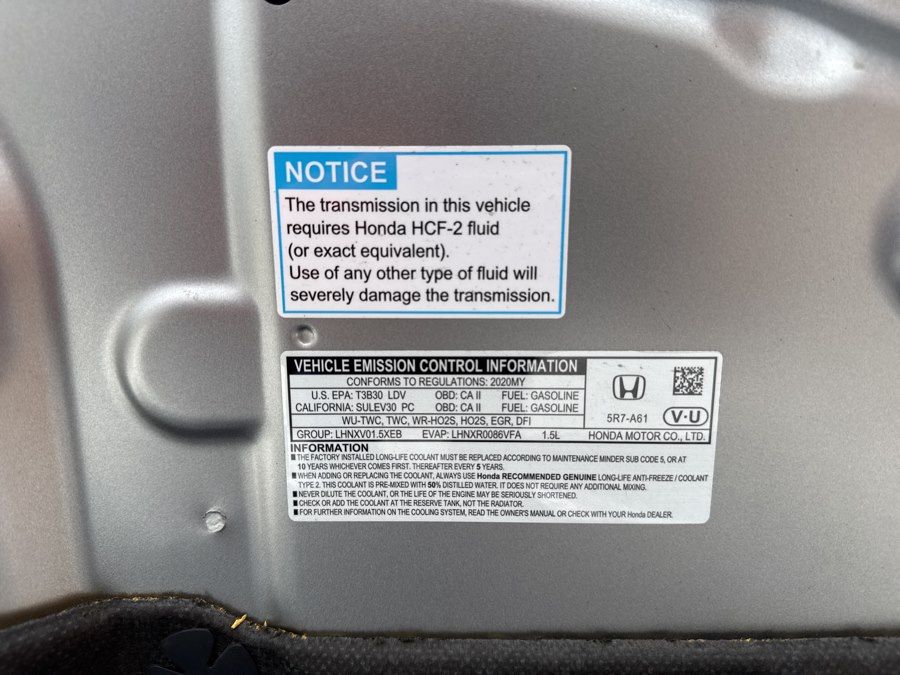 NOTICE
The transmission in this vehicle
requires Honda HCF-2 fluid
(or exact equivalent).
Use of any other type of fluid will
severely damage the transmission.
VEHICLE EMISSION CONTROL INFORMATION
CONFORMS TO REGULATIONS: 2020MY
U.S. EPA: T3B30 LDV OBD: CA II FUEL: GASOLINE
CALIFORNIA: SULEV30 PC OBD: CA II FUEL: GASOLINE
WU-TWC, TWC, WR-HO2S, HO2S, EGR, DFI
GROUP: LHNXV01.5XEB EVAP: LHNXR0086VFA 1.5L
5R7-A61
V-U
HONDA MOTOR CO., LTD.
INFORMATION
■ THE FACTORY INSTALLED LONG-LIFE COOLANT MUST BE REPLACED ACCORDING TO MAINTENANCE MINDER SUB CODE 5, OR AT
10 YEARS WHICHEVER COMES FIRST. THEREAFTER EVERY 5 YEARS.
■ WHEN ADDING OR REPLACING THE COOLANT, ALWAYS USE Honda RECOMMENDED GENUINE LONG-LIFE ANTI-FREEZE / COOLANT
TYPE 2. THIS COOLANT IS PRE-MIXED WITH 50% DISTILLED WATER. IT DOES NOT REQUIRE ANY ADDITIONAL MIXING.
■ NEVER DILUTE THE COOLANT, OR THE LIFE OF THE ENGINE MAY BE SERIOUSLY SHORTENED.
■ CHECK OR ADD THE COOLANT AT THE RESERVE TANK, NOT THE RADIATOR.
■ FOR FURTHER INFORMATION ON THE COOLING SYSTEM, READ THE OWNER'S MANUAL OR CHECK WITH YOUR Honda DEALER.